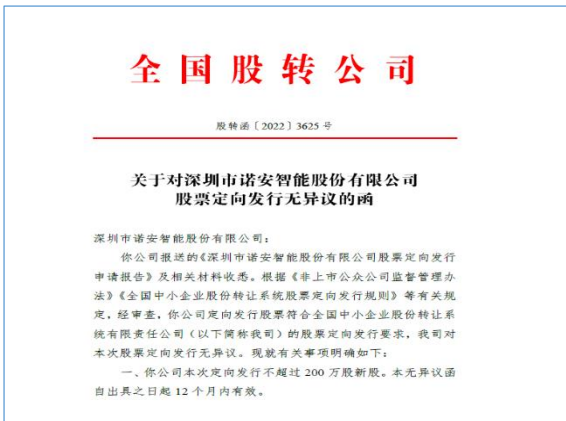 全国股转公司
股转函〔2022〕3625 号
关于对深圳市诺安智能股份有限公司
股票定向发行无异议的函
深圳市诺安智能股份有限公司：
你公司报送的《深圳市诺安智能股份有限公司股票定向发行
申请报告》及相关材料收悉。根据《非上市公众公司监督管理办
法》《全国中小企业股份转让系统股票定向发行规则》等有关规
定，经审查，你公司定向发行股票符合全国中小企业股份转让系
统有限责任公司（以下简称我司）的股票定向发行要求，我司对
本次股票定向发行无异议。现就有关事项明确如下：
一、你公司本次定向发行不超过 200 万股新股。本无异议函
自出具之日起 12 个月内有效。